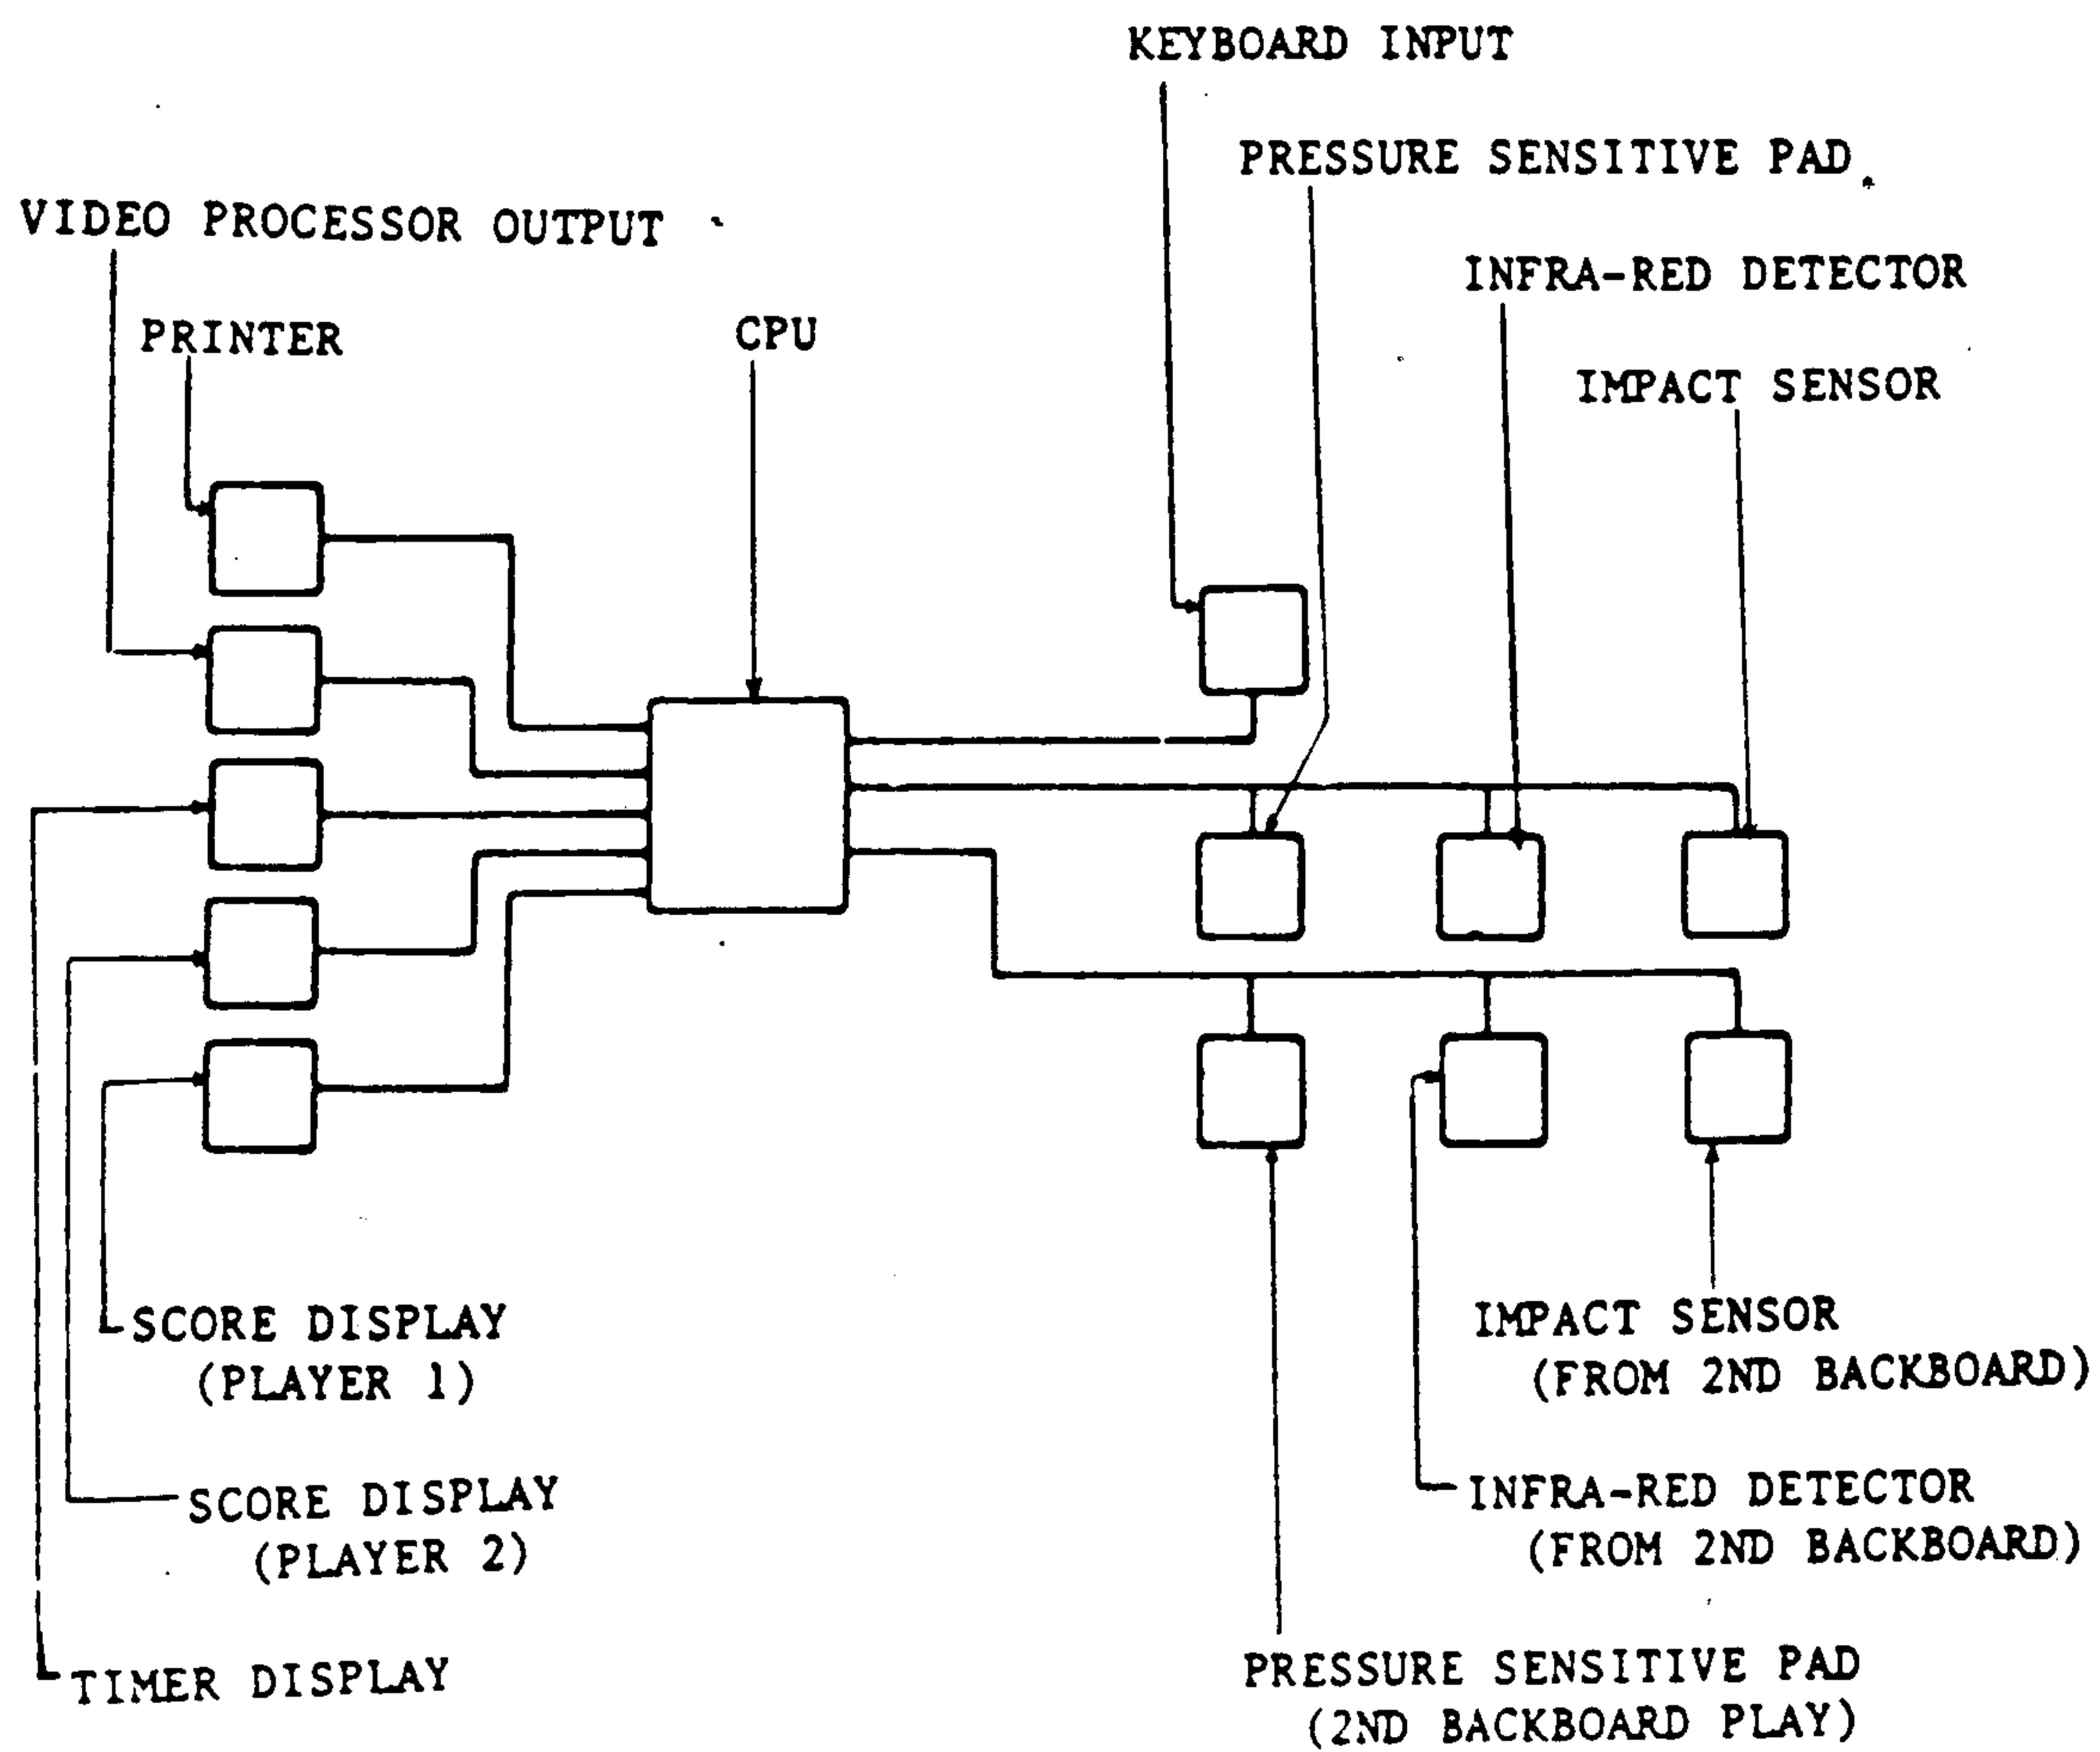 KEYBOARD INPUT
PRESSURE SENSITIVE PAD
VIDEO PROCESSOR OUTPUT
INFRA-RED DETECTOR
PRINTER
CPU
IMPACT SENSOR
SCORE DISPLAY
(PLAYER 1)
IMPACT SENSOR
(FROM 2ND BACKBOARD)
SCORE DISPLAY
(PLAYER 2)
INFRA-RED DETECTOR
(FROM 2ND BACKBOARD)
TIMER DISPLAY
PRESSURE SENSITIVE PAD
(2ND BACKBOARD PLAY)